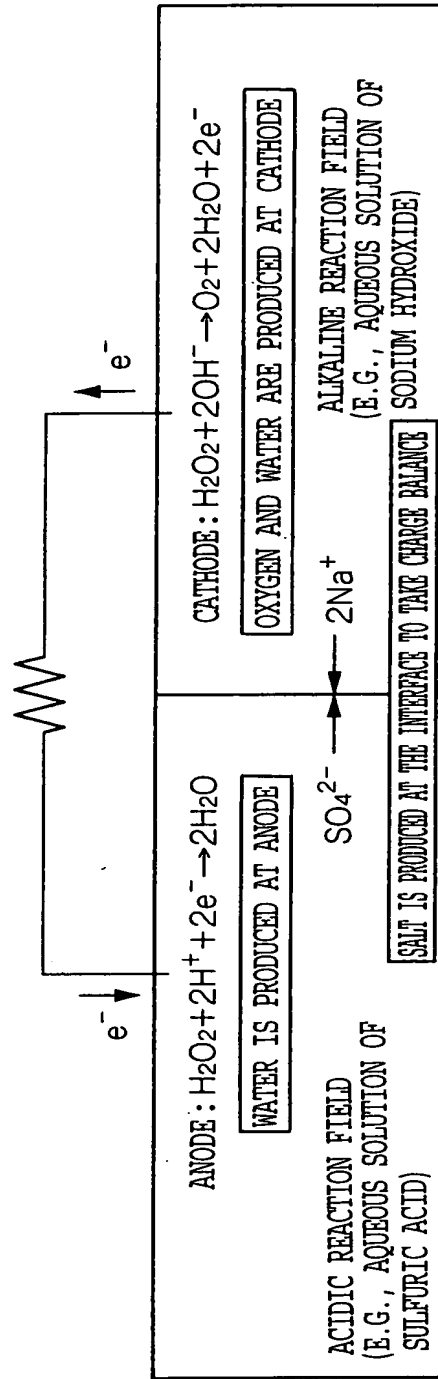 e⁻
e⁻
ANODE: H₂O₂+2H⁺+2e⁻→2H₂O
WATER IS PRODUCED AT ANODE
CATHODE: H₂O₂+2OH⁻→O₂+2H₂O+2e⁻
OXYGEN AND WATER ARE PRODUCED AT CATHODE
SO₄²⁻
2Na⁺
ACIDIC REACTION FIELD
(E.G., AQUEOUS SOLUTION OF
SULFURIC ACID)
ALKALINE REACTION FIELD
(E.G., AQUEOUS SOLUTION OF
SODIUM HYDROXIDE)
SALT IS PRODUCED AT THE INTERFACE TO TAKE CHARGE BALANCE